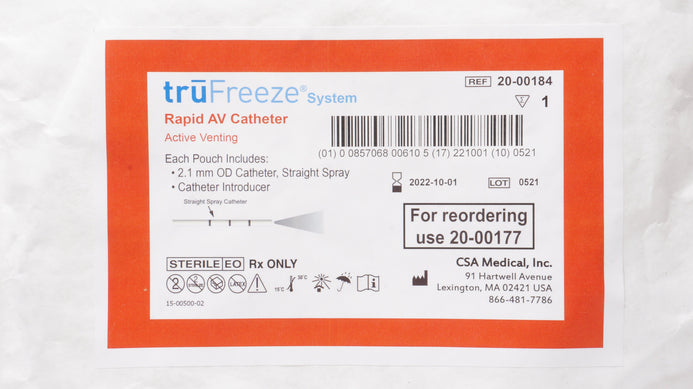 trūFreeze® System
Rapid AV Catheter
Active Venting
Each Pouch Includes:
• 2.1 mm OD Catheter, Straight Spray
• Catheter Introducer
Straight Spray Catheter
STERILE EO Rx ONLY
LATEX
15°C 30°C
15-00500-02
REF 20-00184
1
(01) 0 0857068 00610 5 (17) 221001 (10) 0521
2022-10-01 LOT 0521
For reordering
use 20-00177
CSA Medical, Inc.
91 Hartwell Avenue
Lexington, MA 02421 USA
866-481-7786